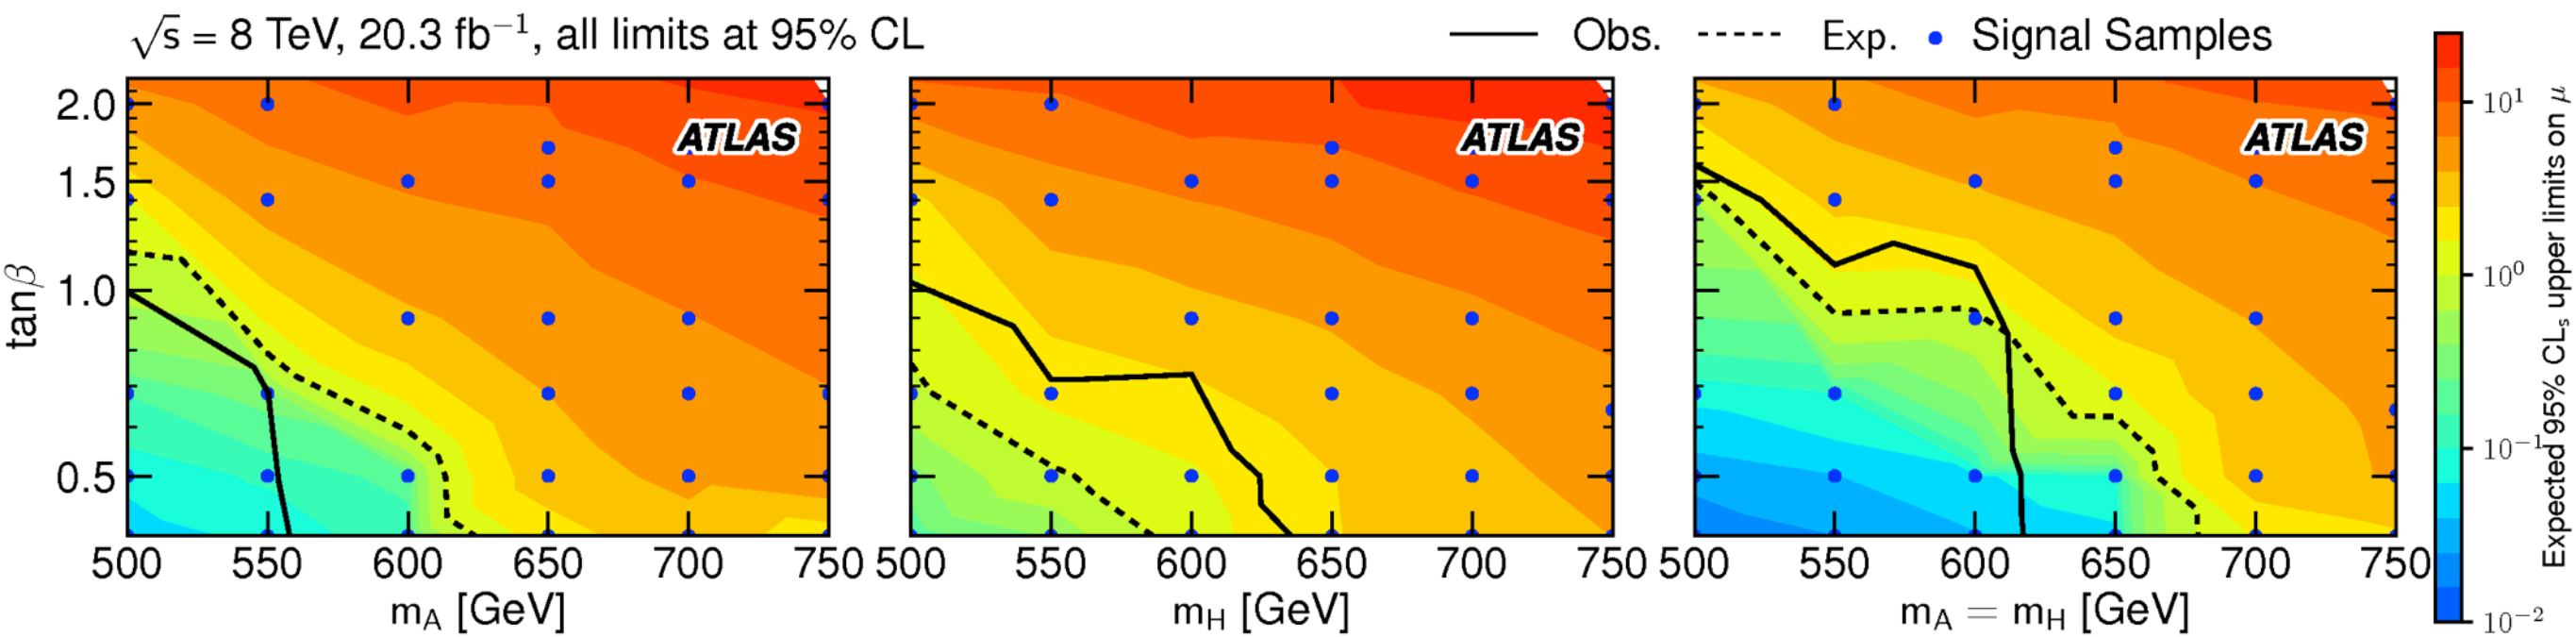 √s = 8 TeV, 20.3 fb⁻¹, all limits at 95% CL
Obs. Exp. Signal Samples
ATLAS ATLAS ATLAS
2.0
1.5
1.0
0.5
tanβ
500 550 600 650 700 750 500 550 600 650 700 750 500 550 600 650 700 750
m_A [GeV] m_H [GeV] m_A = m_H [GeV]
10¹
10⁰
10⁻¹
10⁻²
Expected 95% CLₛ upper limits on μ